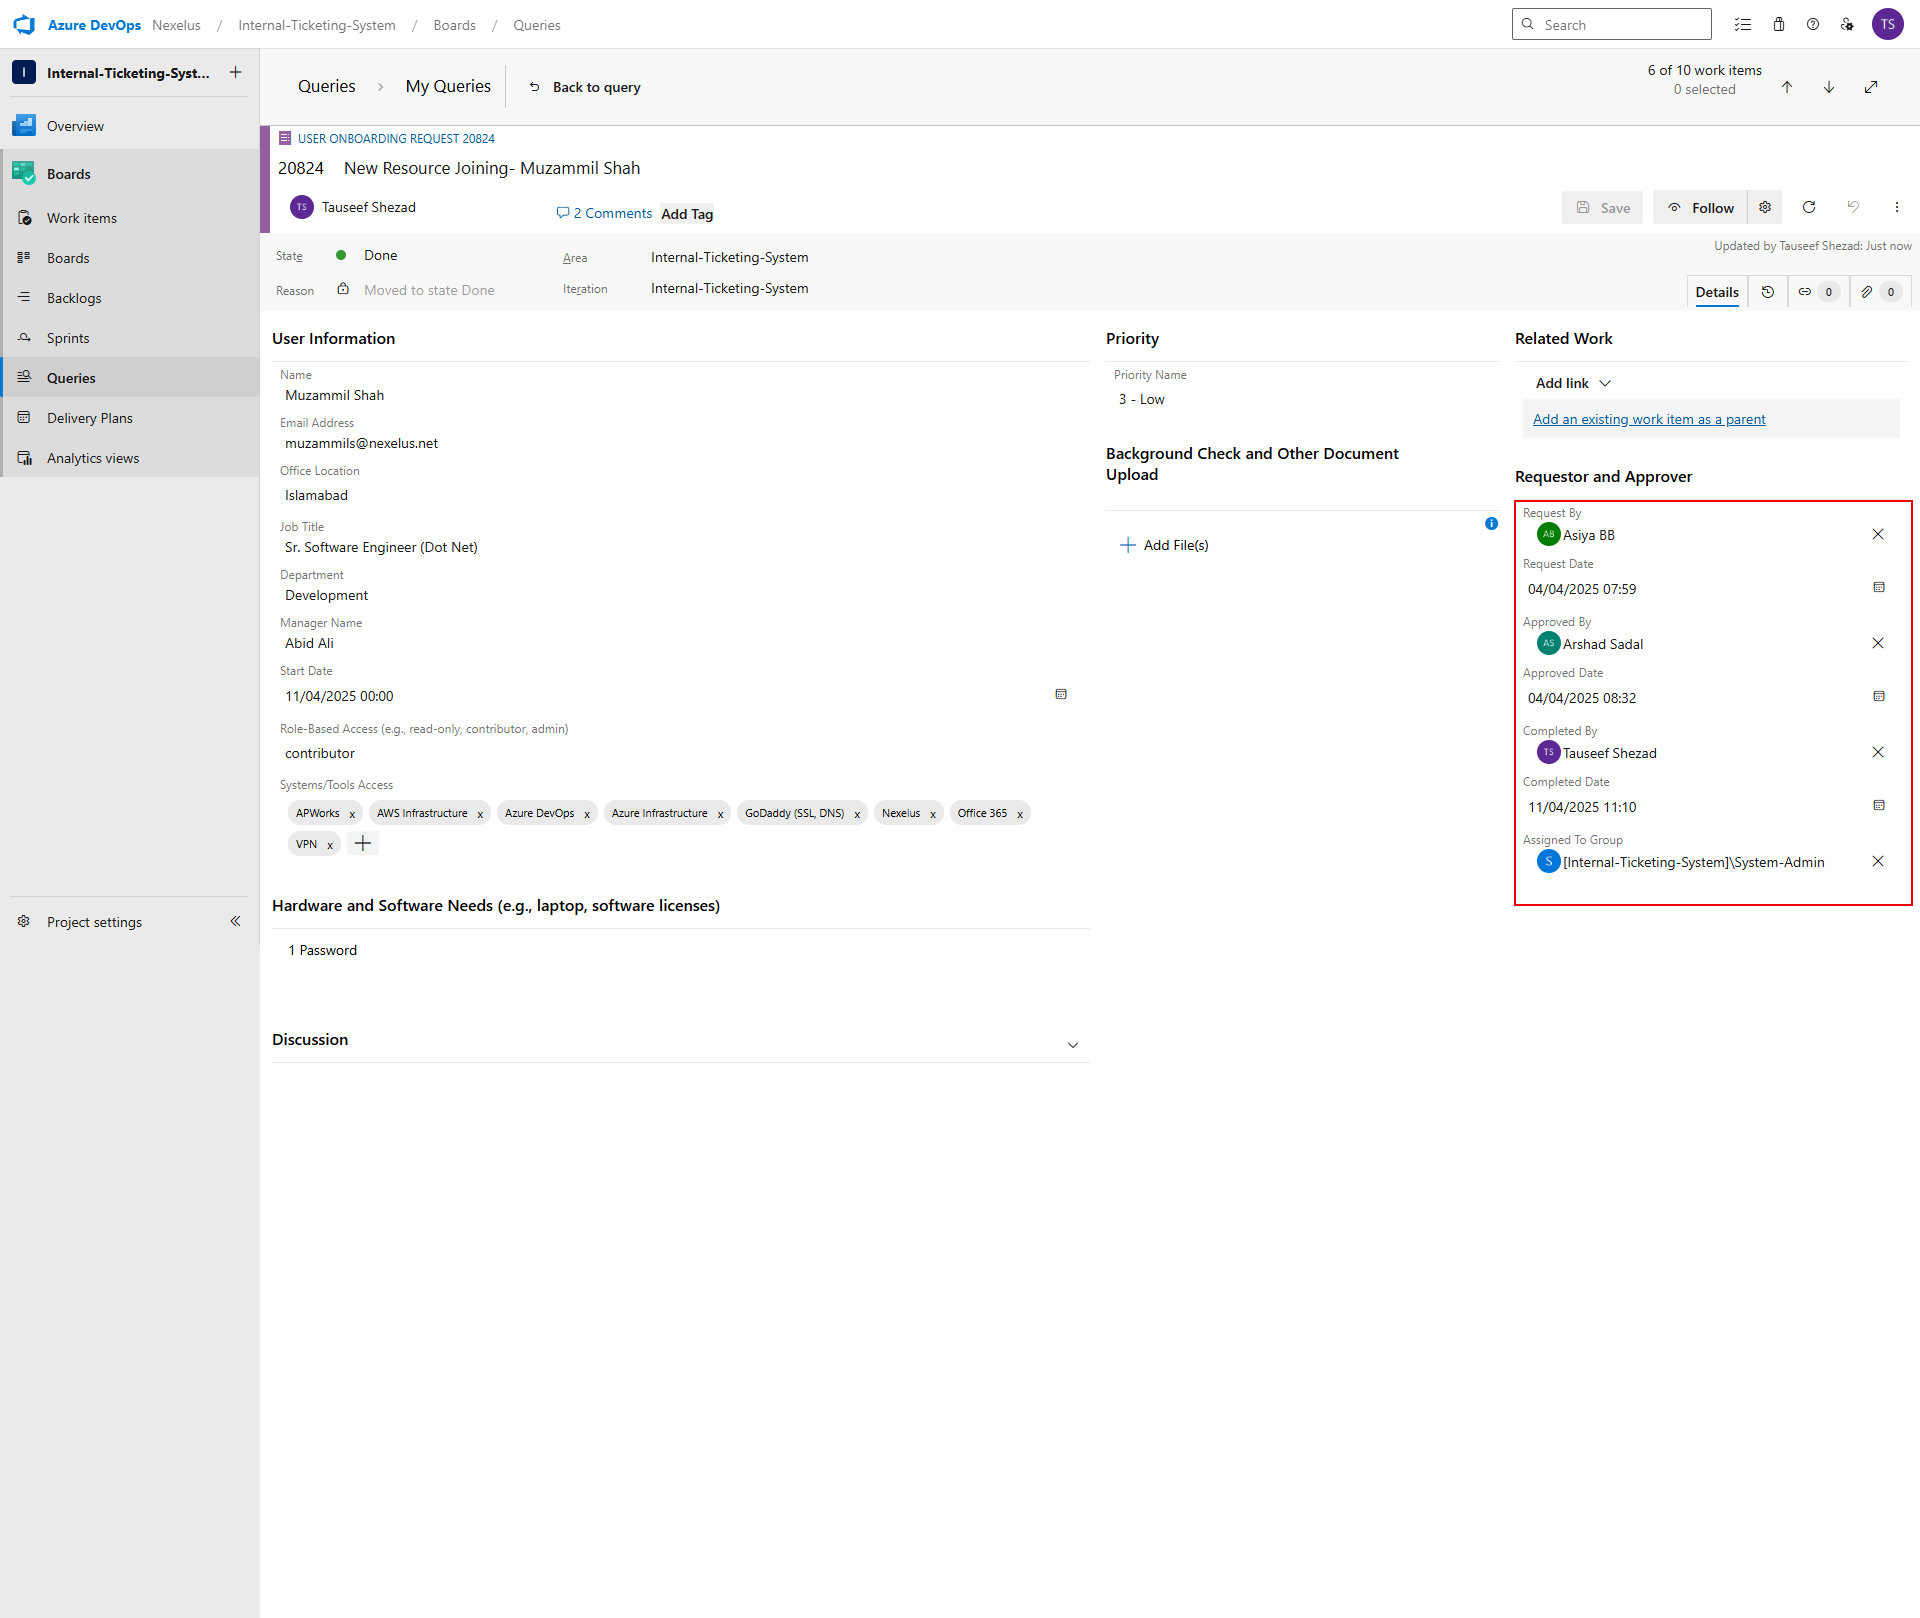 Azure DevOps Nexelus / Internal-Ticketing-System / Boards / Queries
Search
TS
I Internal-Ticketing-Syst... +
Overview
Boards
Work items
Boards
Backlogs
Sprints
Queries
Delivery Plans
Analytics views
Project settings
Queries > My Queries
Back to query
6 of 10 work items
0 selected
USER ONBOARDING REQUEST 20824
20824 New Resource Joining- Muzammil Shah
TS Tauseef Shezad
2 Comments Add Tag
Save
Follow
State Done
Area Internal-Ticketing-System
Updated by Tauseef Shezad: Just now
Reason Moved to state Done
Iteration Internal-Ticketing-System
Details
0
0
User Information
Name
Muzammil Shah
Email Address
muzammils@nexelus.net
Office Location
Islamabad
Job Title
Sr. Software Engineer (Dot Net)
Department
Development
Manager Name
Abid Ali
Start Date
11/04/2025 00:00
Role-Based Access (e.g., read-only, contributor, admin)
contributor
Systems/Tools Access
APWorks x AWS Infrastructure x Azure DevOps x Azure Infrastructure x GoDaddy (SSL, DNS) x Nexelus x Office 365 x
VPN x +
Hardware and Software Needs (e.g., laptop, software licenses)
1 Password
Discussion
Priority
Priority Name
3 - Low
Background Check and Other Document
Upload
i
+ Add File(s)
Related Work
Add link
Add an existing work item as a parent
Requestor and Approver
Request By
AB Asiya BB
Request Date
04/04/2025 07:59
Approved By
AS Arshad Sadal
Approved Date
04/04/2025 08:32
Completed By
TS Tauseef Shezad
Completed Date
11/04/2025 11:10
Assigned To Group
S [Internal-Ticketing-System]\System-Admin